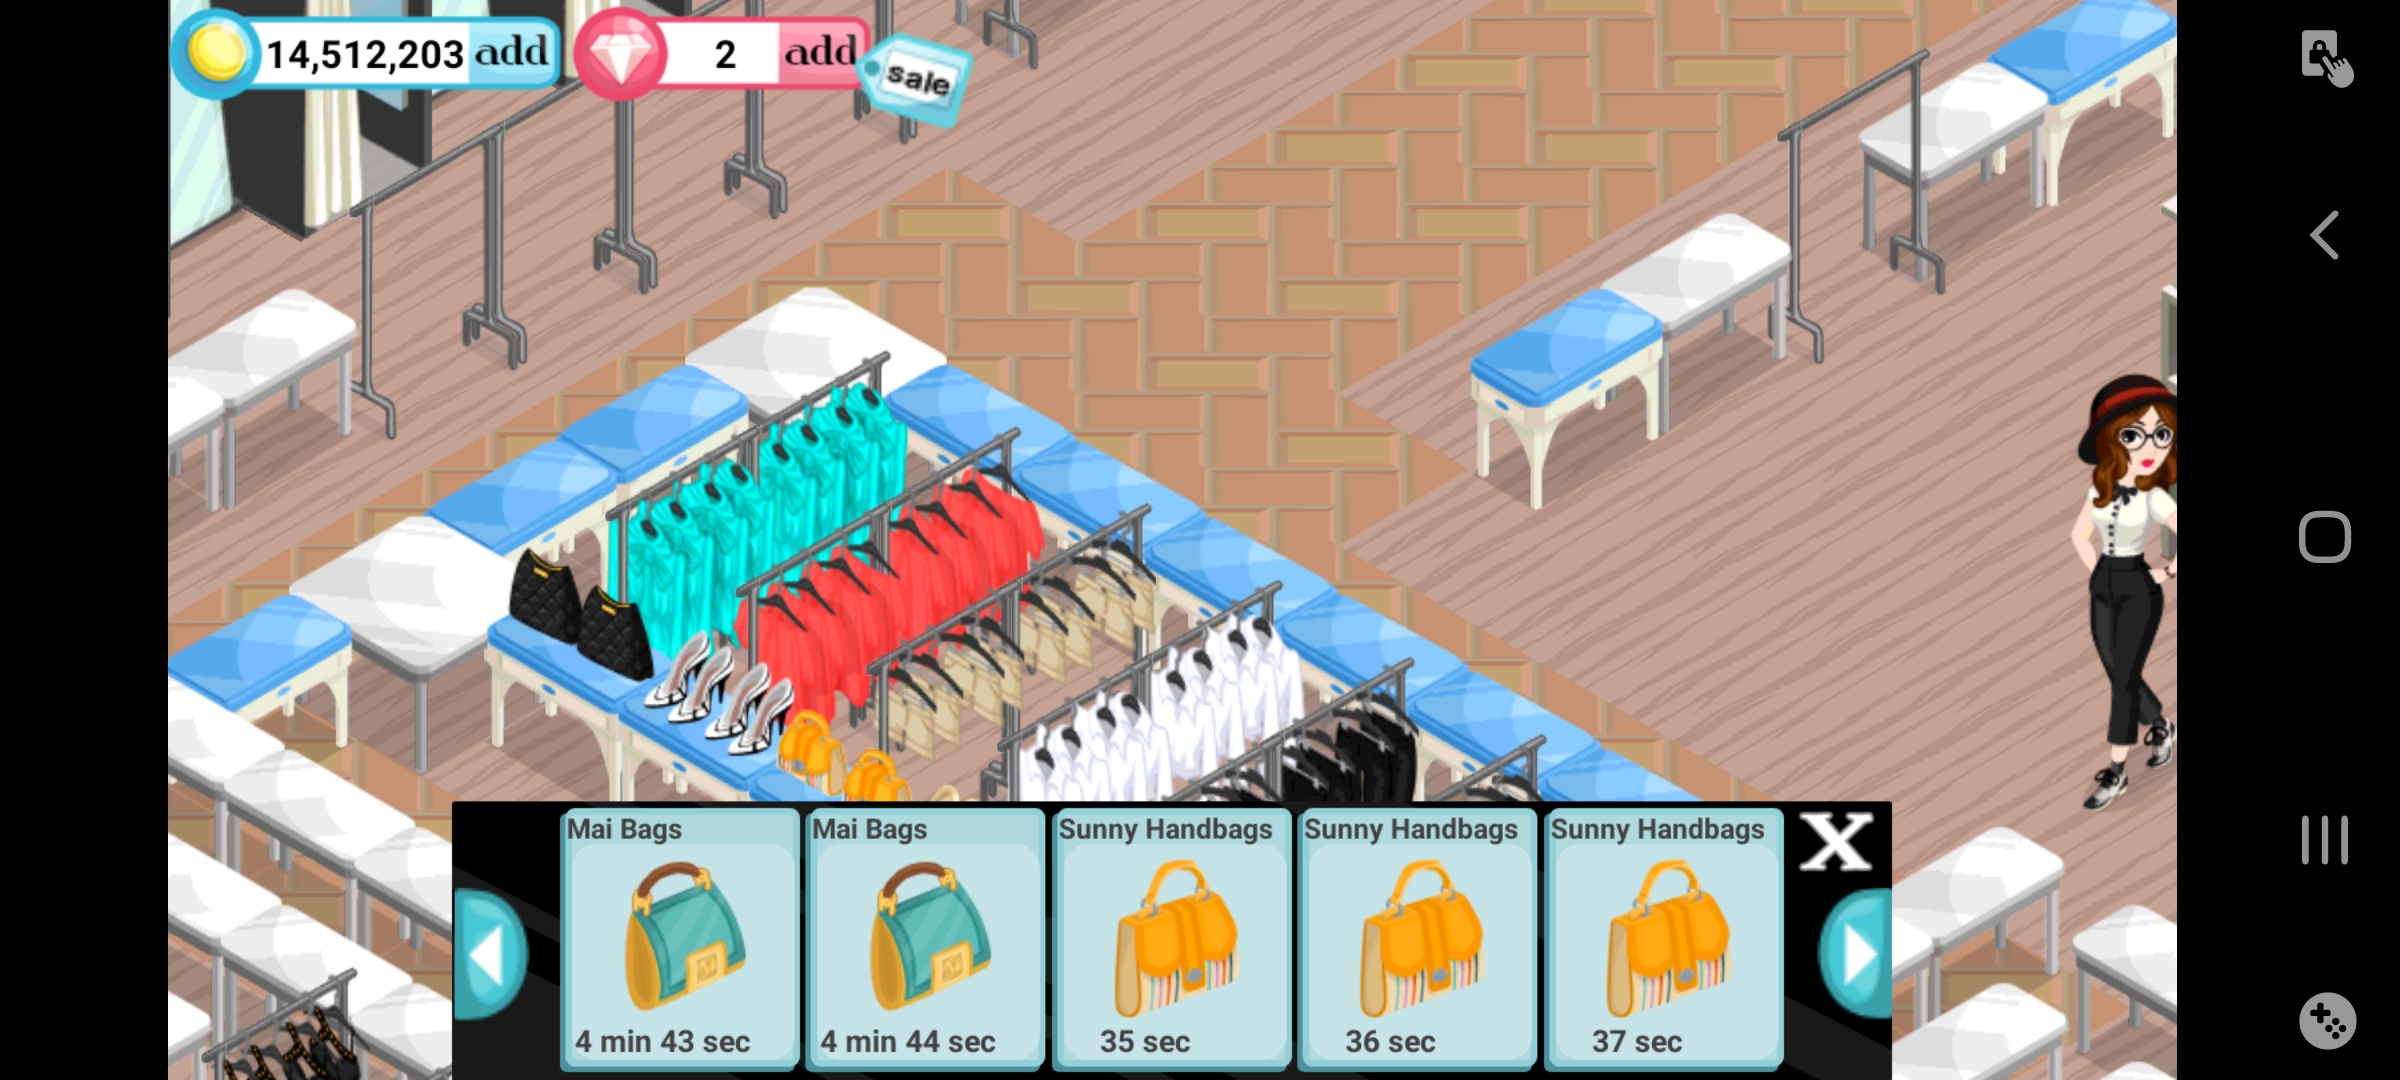 14,512,203 add
2 add
sale
Mai Bags
4 min 43 sec
Mai Bags
4 min 44 sec
Sunny Handbags
35 sec
Sunny Handbags
36 sec
Sunny Handbags
37 sec
X